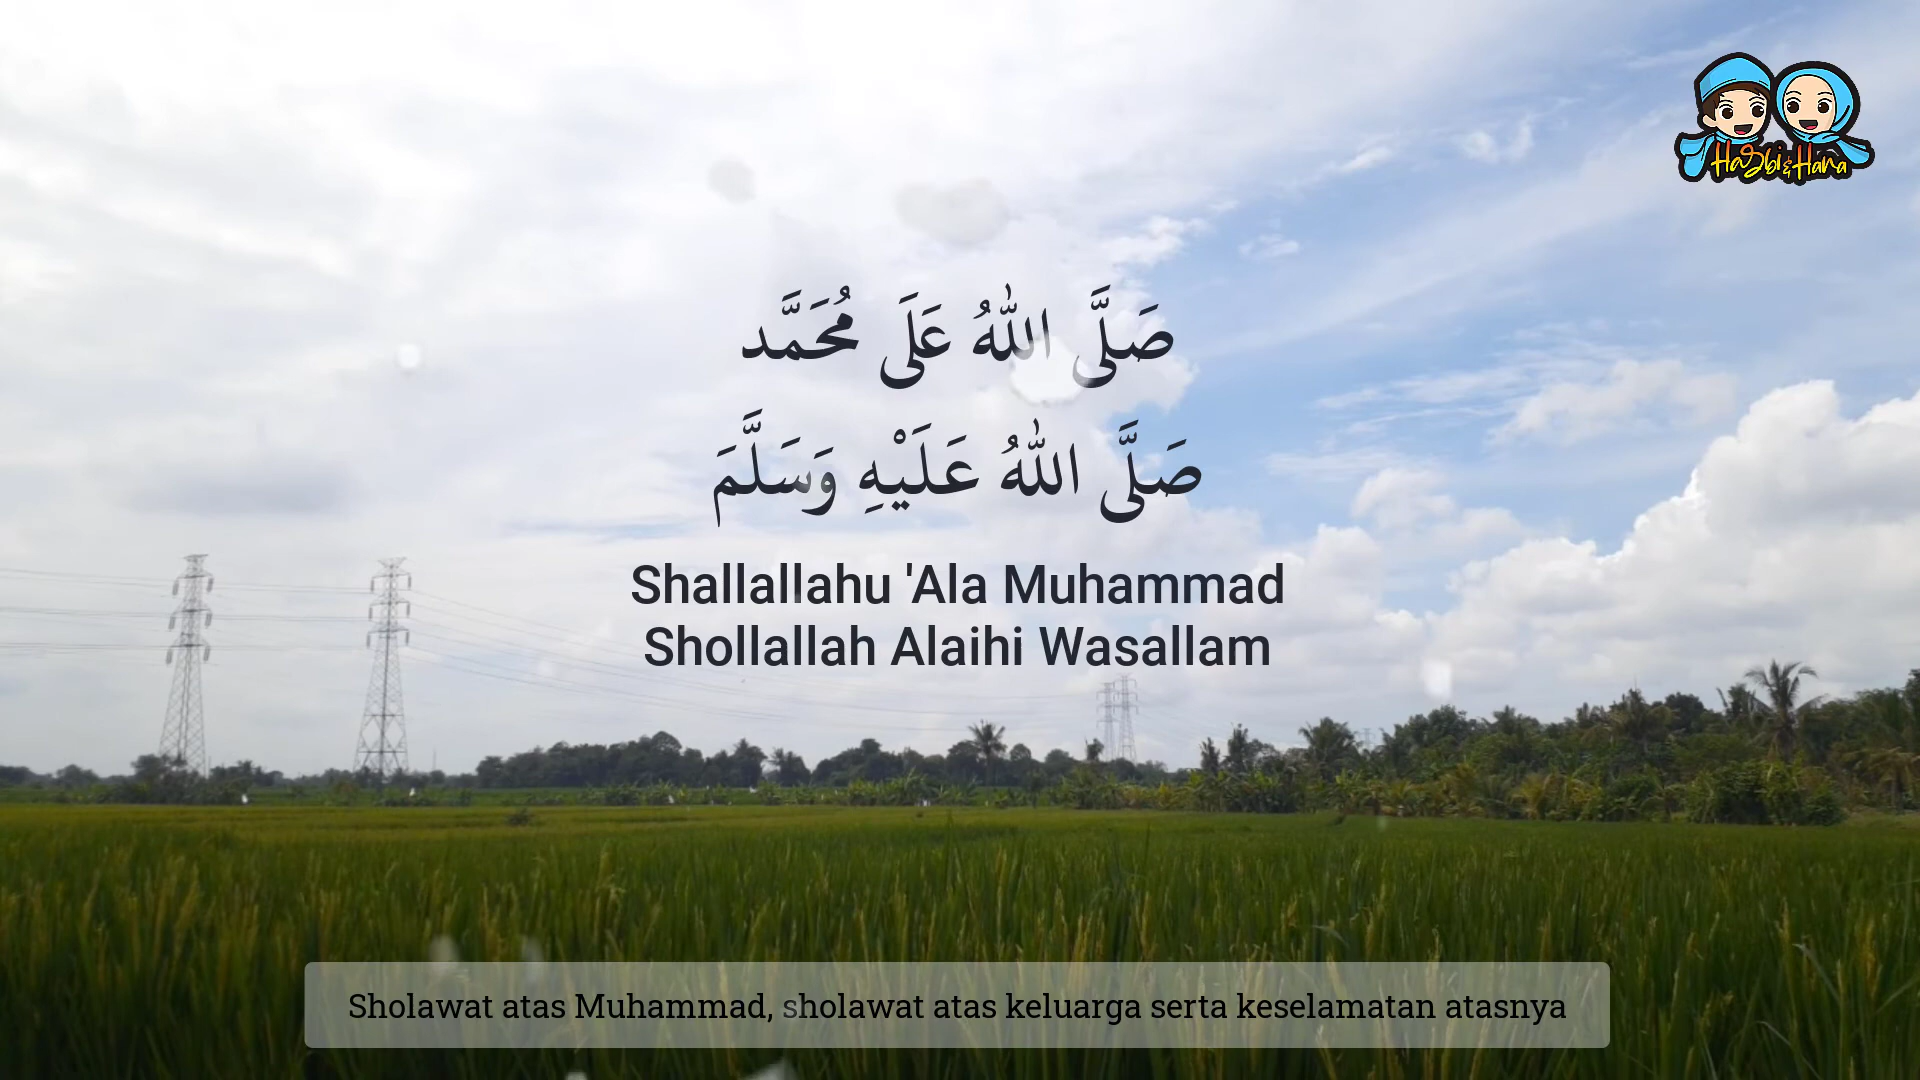 Hasbi & Hana
صَلَّى اللّٰهُ عَلَى مُحَمَّد
صَلَّى اللّٰهُ عَلَيْهِ وَسَلَّمَ
Shallallahu 'Ala Muhammad
Shollallah Alaihi Wasallam
Sholawat atas Muhammad, sholawat atas keluarga serta keselamatan atasnya